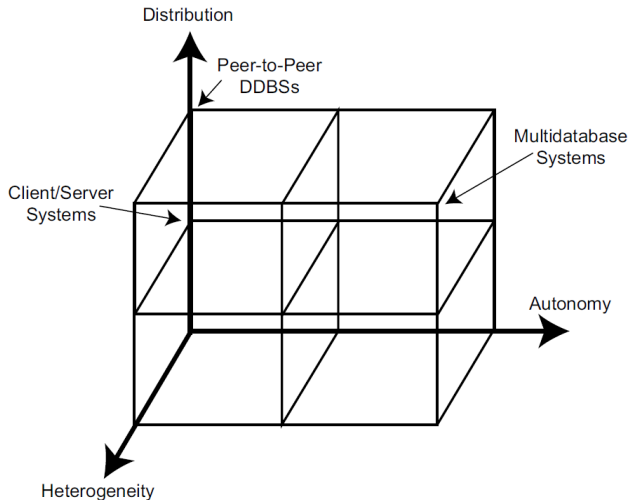 Distribution
Peer-to-Peer
DDBSs
Multidatabase
Systems
Client/Server
Systems
Autonomy
Heterogeneity